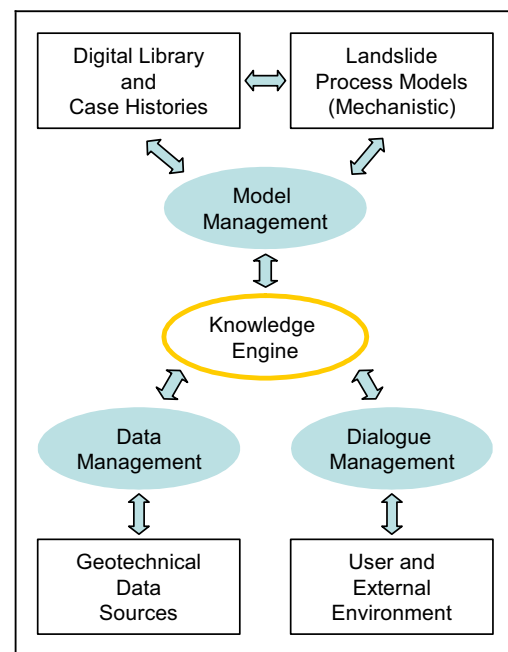 Digital Library
and
Case Histories
Landslide
Process Models
(Mechanistic)
Model
Management
Knowledge
Engine
Data
Management
Dialogue
Management
Geotechnical
Data
Sources
User and
External
Environment